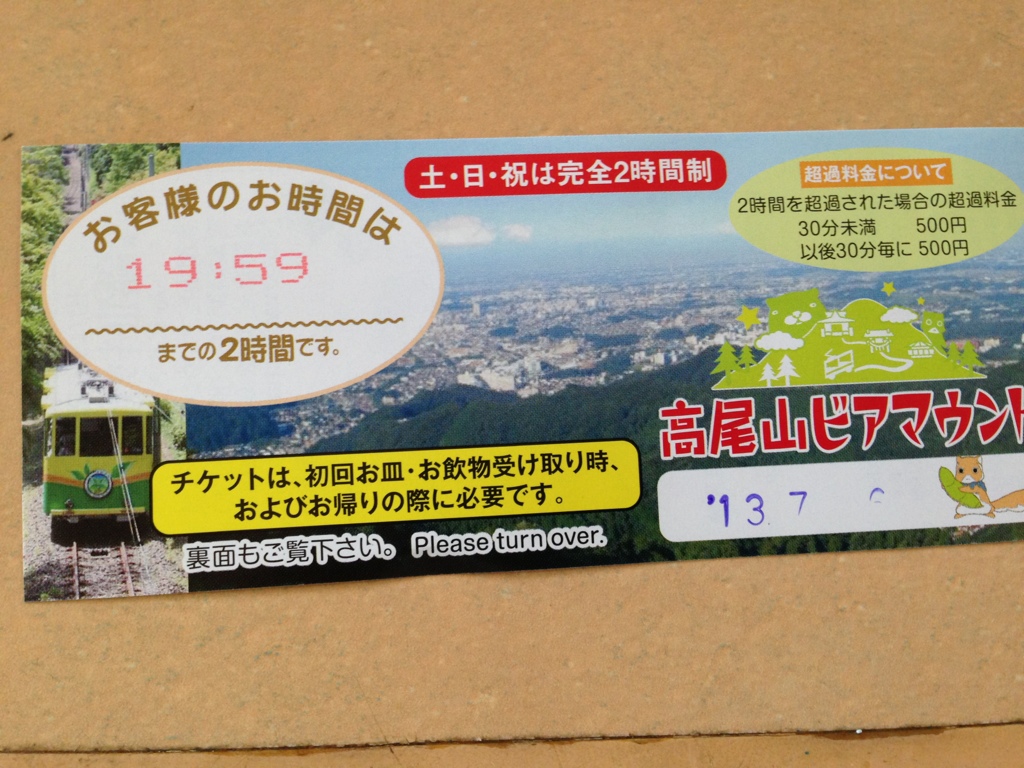 お客様のお時間は
19:59
までの2時間です。
土・日・祝は完全2時間制
超過料金について
2時間を超過された場合の超過料金
30分未満 500円
以後30分毎に 500円
高尾山ビアマウント
チケットは、初回お皿・お飲物受け取り時、
およびお帰りの際に必要です。
'13.7
裏面もご覧下さい。 Please turn over.